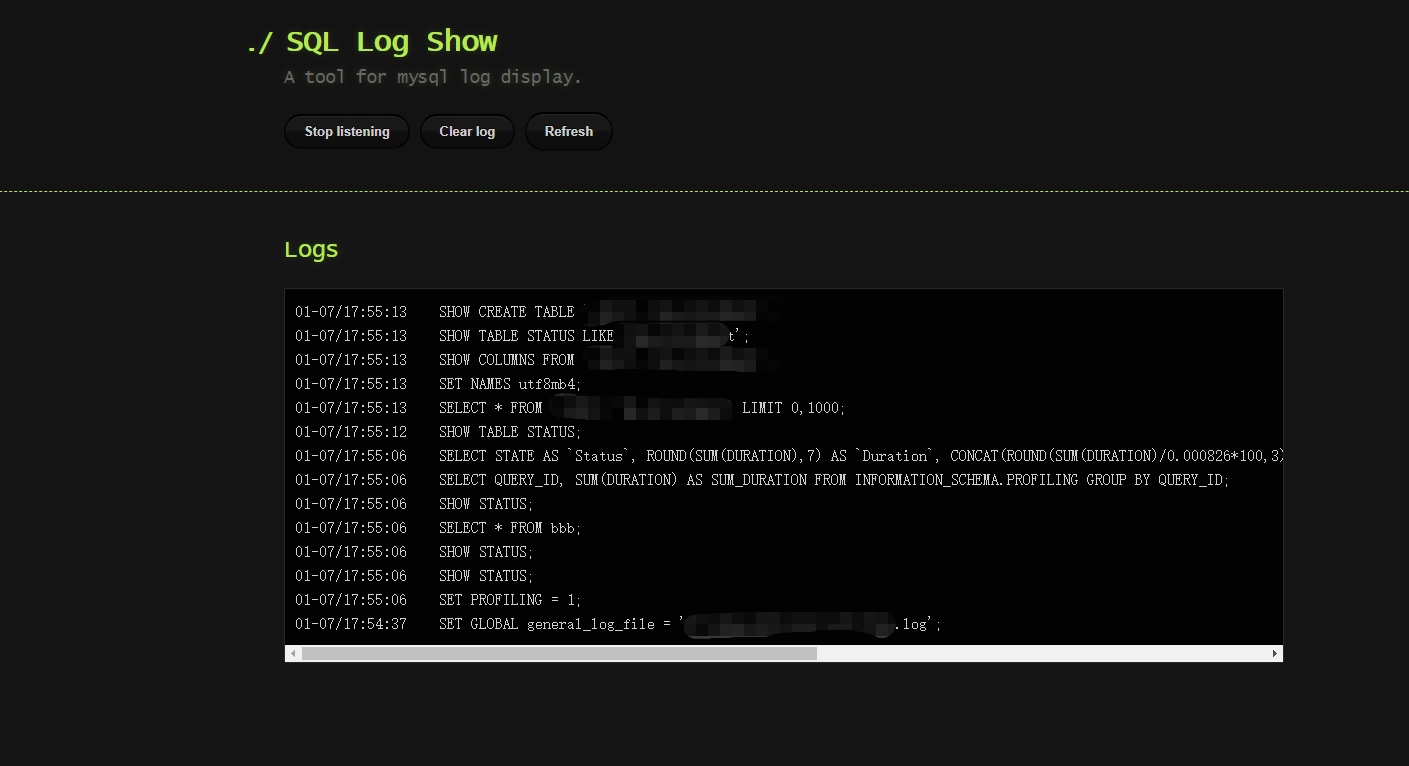 ./ SQL Log Show
A tool for mysql log display.
Stop listening Clear log Refresh
Logs
01-07/17:55:13 SHOW CREATE TABLE `
01-07/17:55:13 SHOW TABLE STATUS LIKE t';
01-07/17:55:13 SHOW COLUMNS FROM
01-07/17:55:13 SET NAMES utf8mb4;
01-07/17:55:13 SELECT * FROM LIMIT 0,1000;
01-07/17:55:12 SHOW TABLE STATUS;
01-07/17:55:06 SELECT STATE AS `Status`, ROUND(SUM(DURATION),7) AS `Duration`, CONCAT(ROUND(SUM(DURATION)/0.000826*100,3)
01-07/17:55:06 SELECT QUERY_ID, SUM(DURATION) AS SUM_DURATION FROM INFORMATION_SCHEMA.PROFILING GROUP BY QUERY_ID;
01-07/17:55:06 SHOW STATUS;
01-07/17:55:06 SELECT * FROM bbb;
01-07/17:55:06 SHOW STATUS;
01-07/17:55:06 SHOW STATUS;
01-07/17:55:06 SET PROFILING = 1;
01-07/17:54:37 SET GLOBAL general_log_file = ' .log';